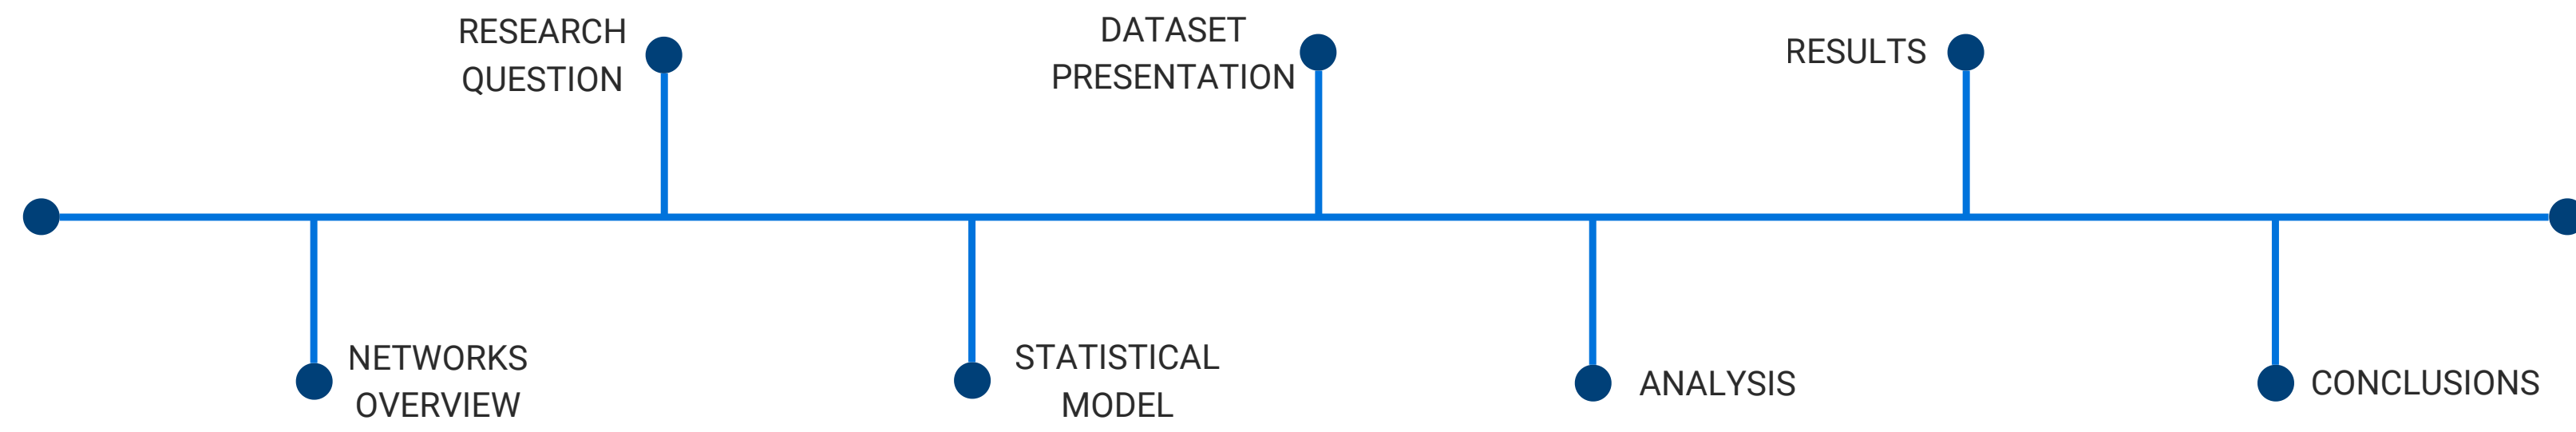 RESEARCH
QUESTION
DATASET
PRESENTATION
RESULTS
NETWORKS
OVERVIEW
STATISTICAL
MODEL
ANALYSIS
CONCLUSIONS